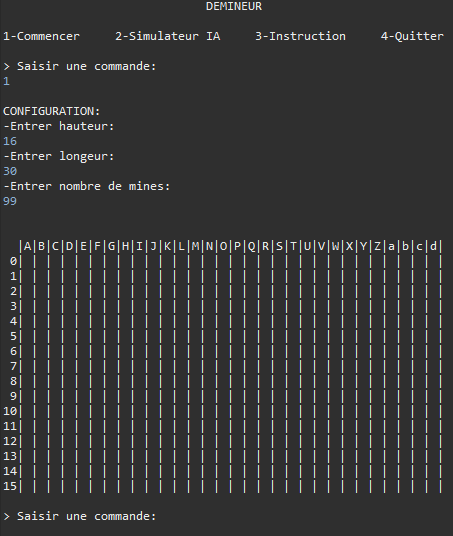 DEMINEUR
1-Commencer 2-Simulateur IA 3-Instruction 4-Quitter
> Saisir une commande:
1
CONFIGURATION:
-Entrer hauteur:
16
-Entrer longeur:
30
-Entrer nombre de mines:
99
|A|B|C|D|E|F|G|H|I|J|K|L|M|N|O|P|Q|R|S|T|U|V|W|X|Y|Z|a|b|c|d|
0| | | | | | | | | | | | | | | | | | | | | | | | | | | | | | |
1| | | | | | | | | | | | | | | | | | | | | | | | | | | | | | |
2| | | | | | | | | | | | | | | | | | | | | | | | | | | | | | |
3| | | | | | | | | | | | | | | | | | | | | | | | | | | | | | |
4| | | | | | | | | | | | | | | | | | | | | | | | | | | | | | |
5| | | | | | | | | | | | | | | | | | | | | | | | | | | | | | |
6| | | | | | | | | | | | | | | | | | | | | | | | | | | | | | |
7| | | | | | | | | | | | | | | | | | | | | | | | | | | | | | |
8| | | | | | | | | | | | | | | | | | | | | | | | | | | | | | |
9| | | | | | | | | | | | | | | | | | | | | | | | | | | | | | |
10| | | | | | | | | | | | | | | | | | | | | | | | | | | | | | |
11| | | | | | | | | | | | | | | | | | | | | | | | | | | | | | |
12| | | | | | | | | | | | | | | | | | | | | | | | | | | | | | |
13| | | | | | | | | | | | | | | | | | | | | | | | | | | | | | |
14| | | | | | | | | | | | | | | | | | | | | | | | | | | | | | |
15| | | | | | | | | | | | | | | | | | | | | | | | | | | | | | |
> Saisir une commande: